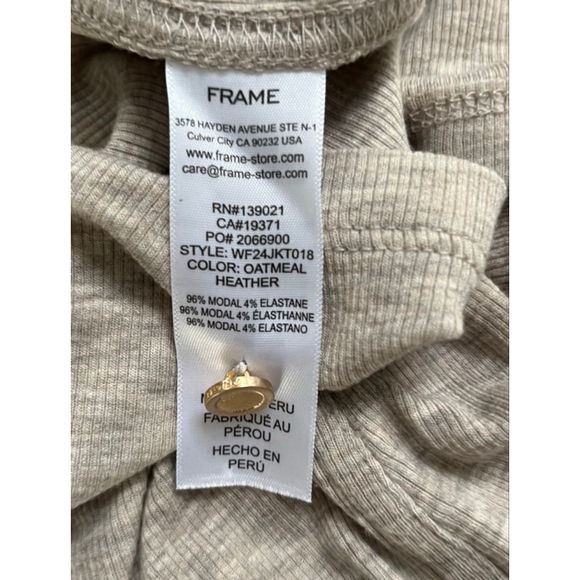 FRAME
3578 HAYDEN AVENUE STE N-1
Culver City CA 90232 USA
www.frame-store.com
care@frame-store.com
RN#139021
CA#19371
PO# 2066900
STYLE: WF24JKT018
COLOR: OATMEAL
HEATHER
96% MODAL 4% ELASTANE
96% MODAL 4% ÉLASTHANNE
96% MODAL 4% ELASTANO
FABRIQUÉ AU
PÉROU
HECHO EN
PERÚ